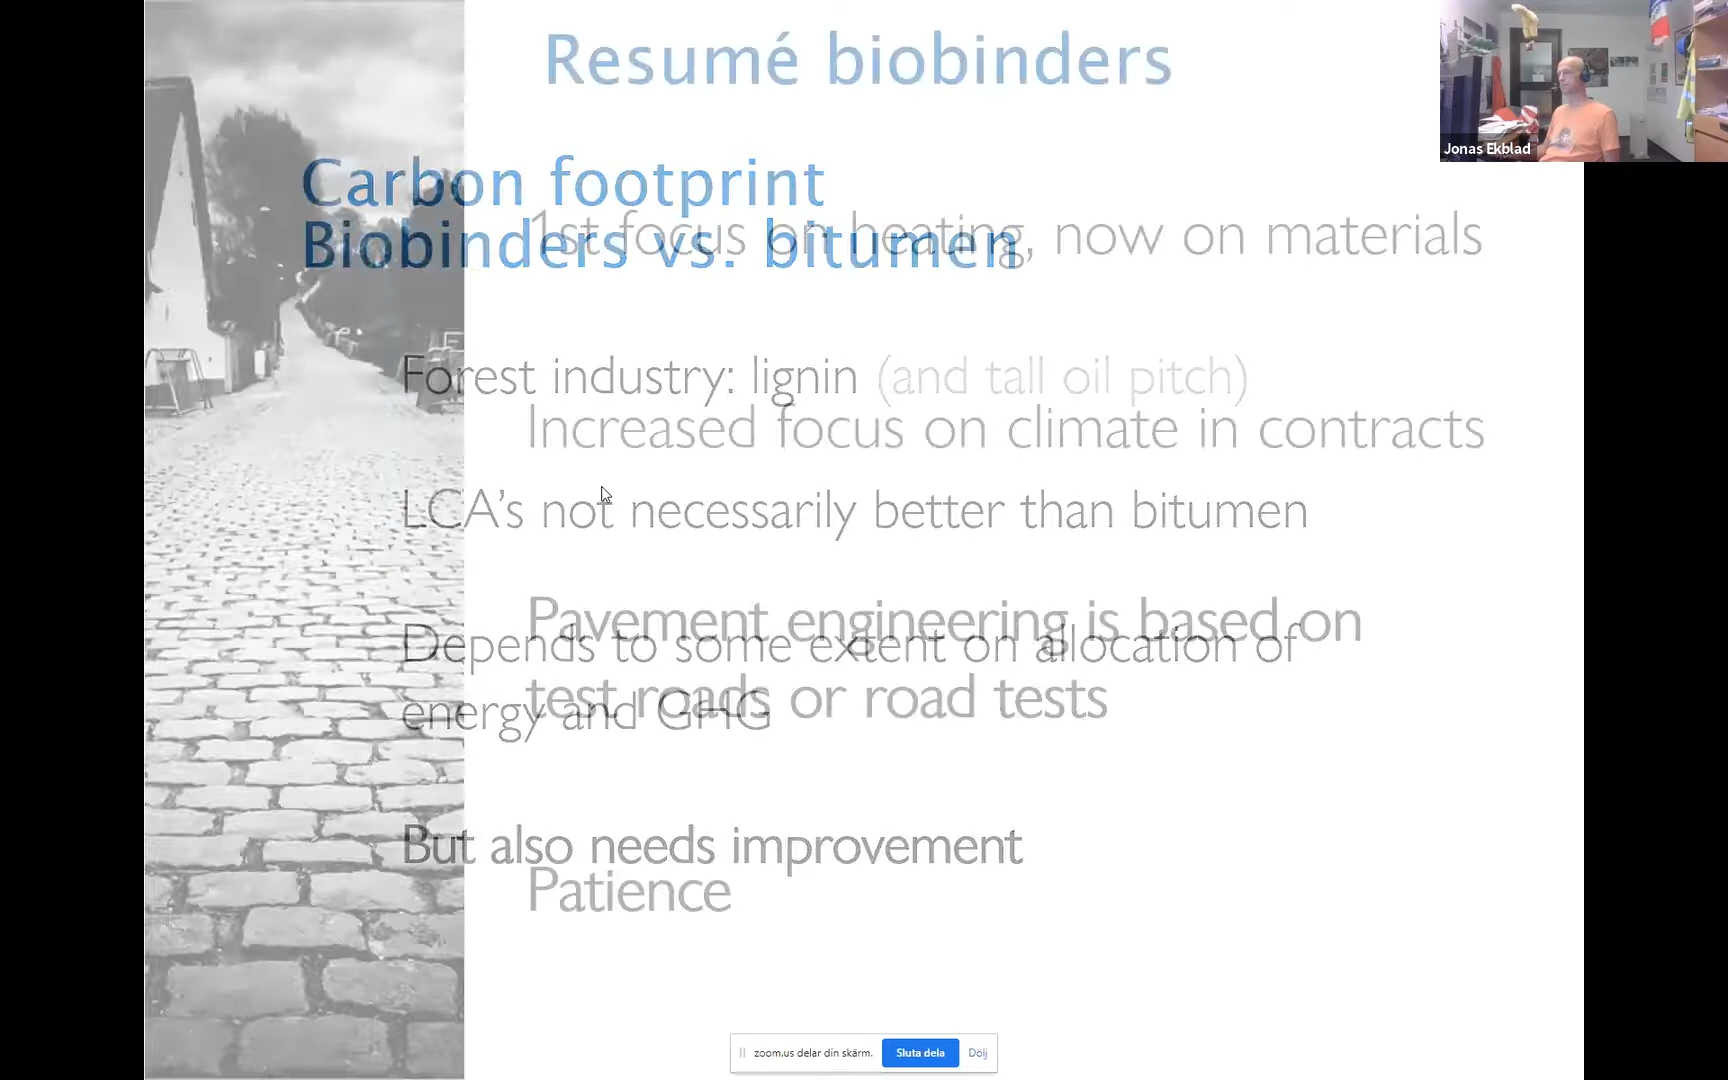 Resumé biobinders
Jonas Ekblad
Carbon footprint
Biobinders vs. bitumen
1st focus on heating, now on materials
Forest industry: lignin (and tall oil pitch)
Increased focus on climate in contracts
LCA’s not necessarily better than bitumen
Pavement engineering is based on
test roads or road tests
Depends to some extent on allocation of
energy and GHG
But also needs improvement
Patience
zoom.us delar din skärm. Sluta dela Dölj